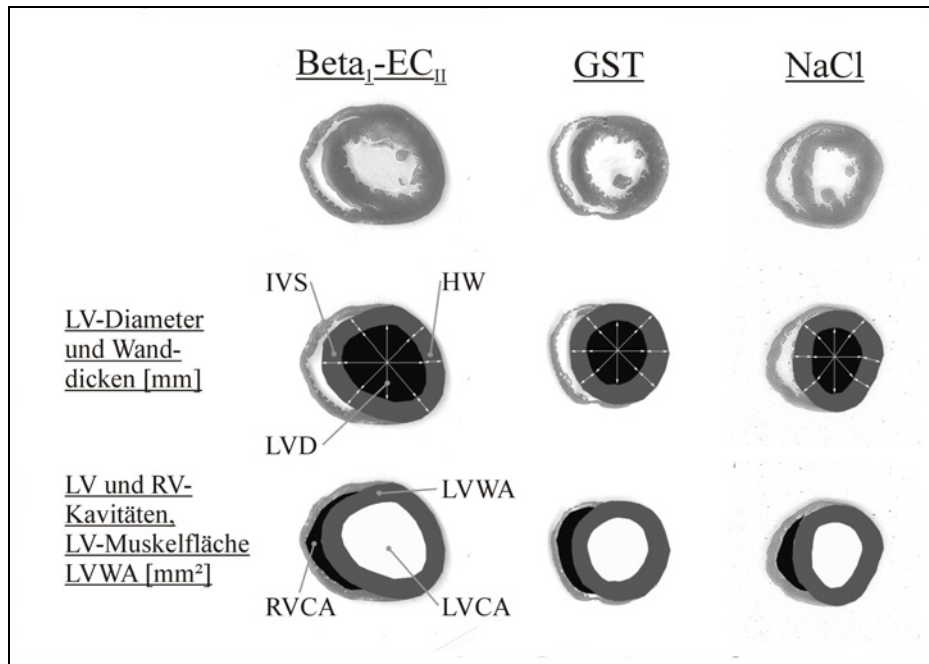 Beta₁-EC_II GST NaCl
IVS HW
LV-Diameter
und Wand-
dicken [mm]
LVD
LV und RV-
Kavitäten,
LV-Muskelfläche
LVWA [mm²]
LVWA
RVCA LVCA